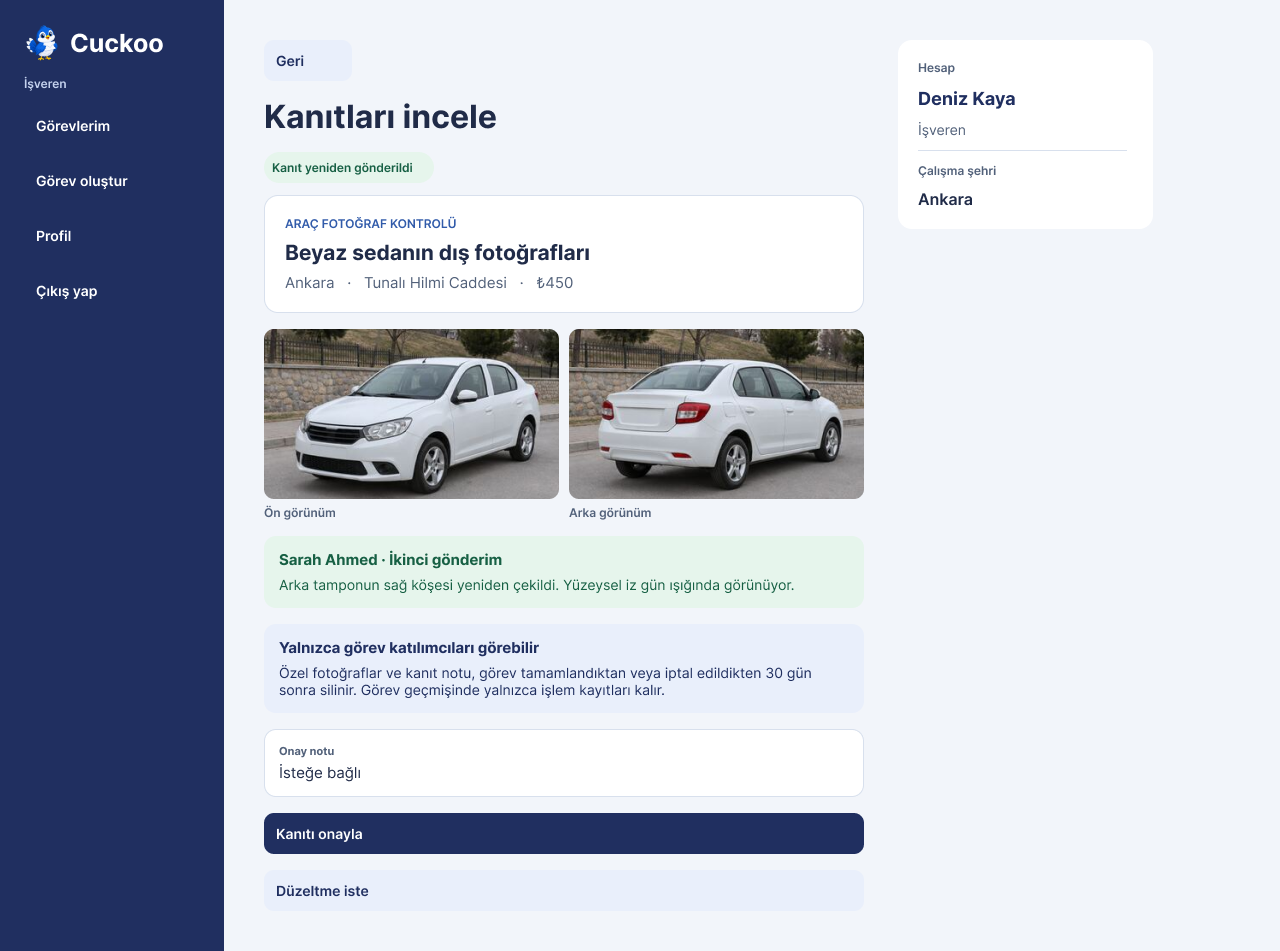 Cuckoo
İşveren
Görevlerim
Görev oluştur
Profil
Çıkış yap
Geri
Kanıtları incele
Kanıt yeniden gönderildi
ARAÇ FOTOĞRAF KONTROLÜ
Beyaz sedanın dış fotoğrafları
Ankara · Tunalı Hilmi Caddesi · ₺450
Ön görünüm
Arka görünüm
Sarah Ahmed · İkinci gönderim
Arka tamponun sağ köşesi yeniden çekildi. Yüzeysel iz gün ışığında görünüyor.
Yalnızca görev katılımcıları görebilir
Özel fotoğraflar ve kanıt notu, görev tamamlandıktan veya iptal edildikten 30 gün
sonra silinir. Görev geçmişinde yalnızca işlem kayıtları kalır.
Onay notu
İsteğe bağlı
Kanıtı onayla
Düzeltme iste
Hesap
Deniz Kaya
İşveren
Çalışma şehri
Ankara